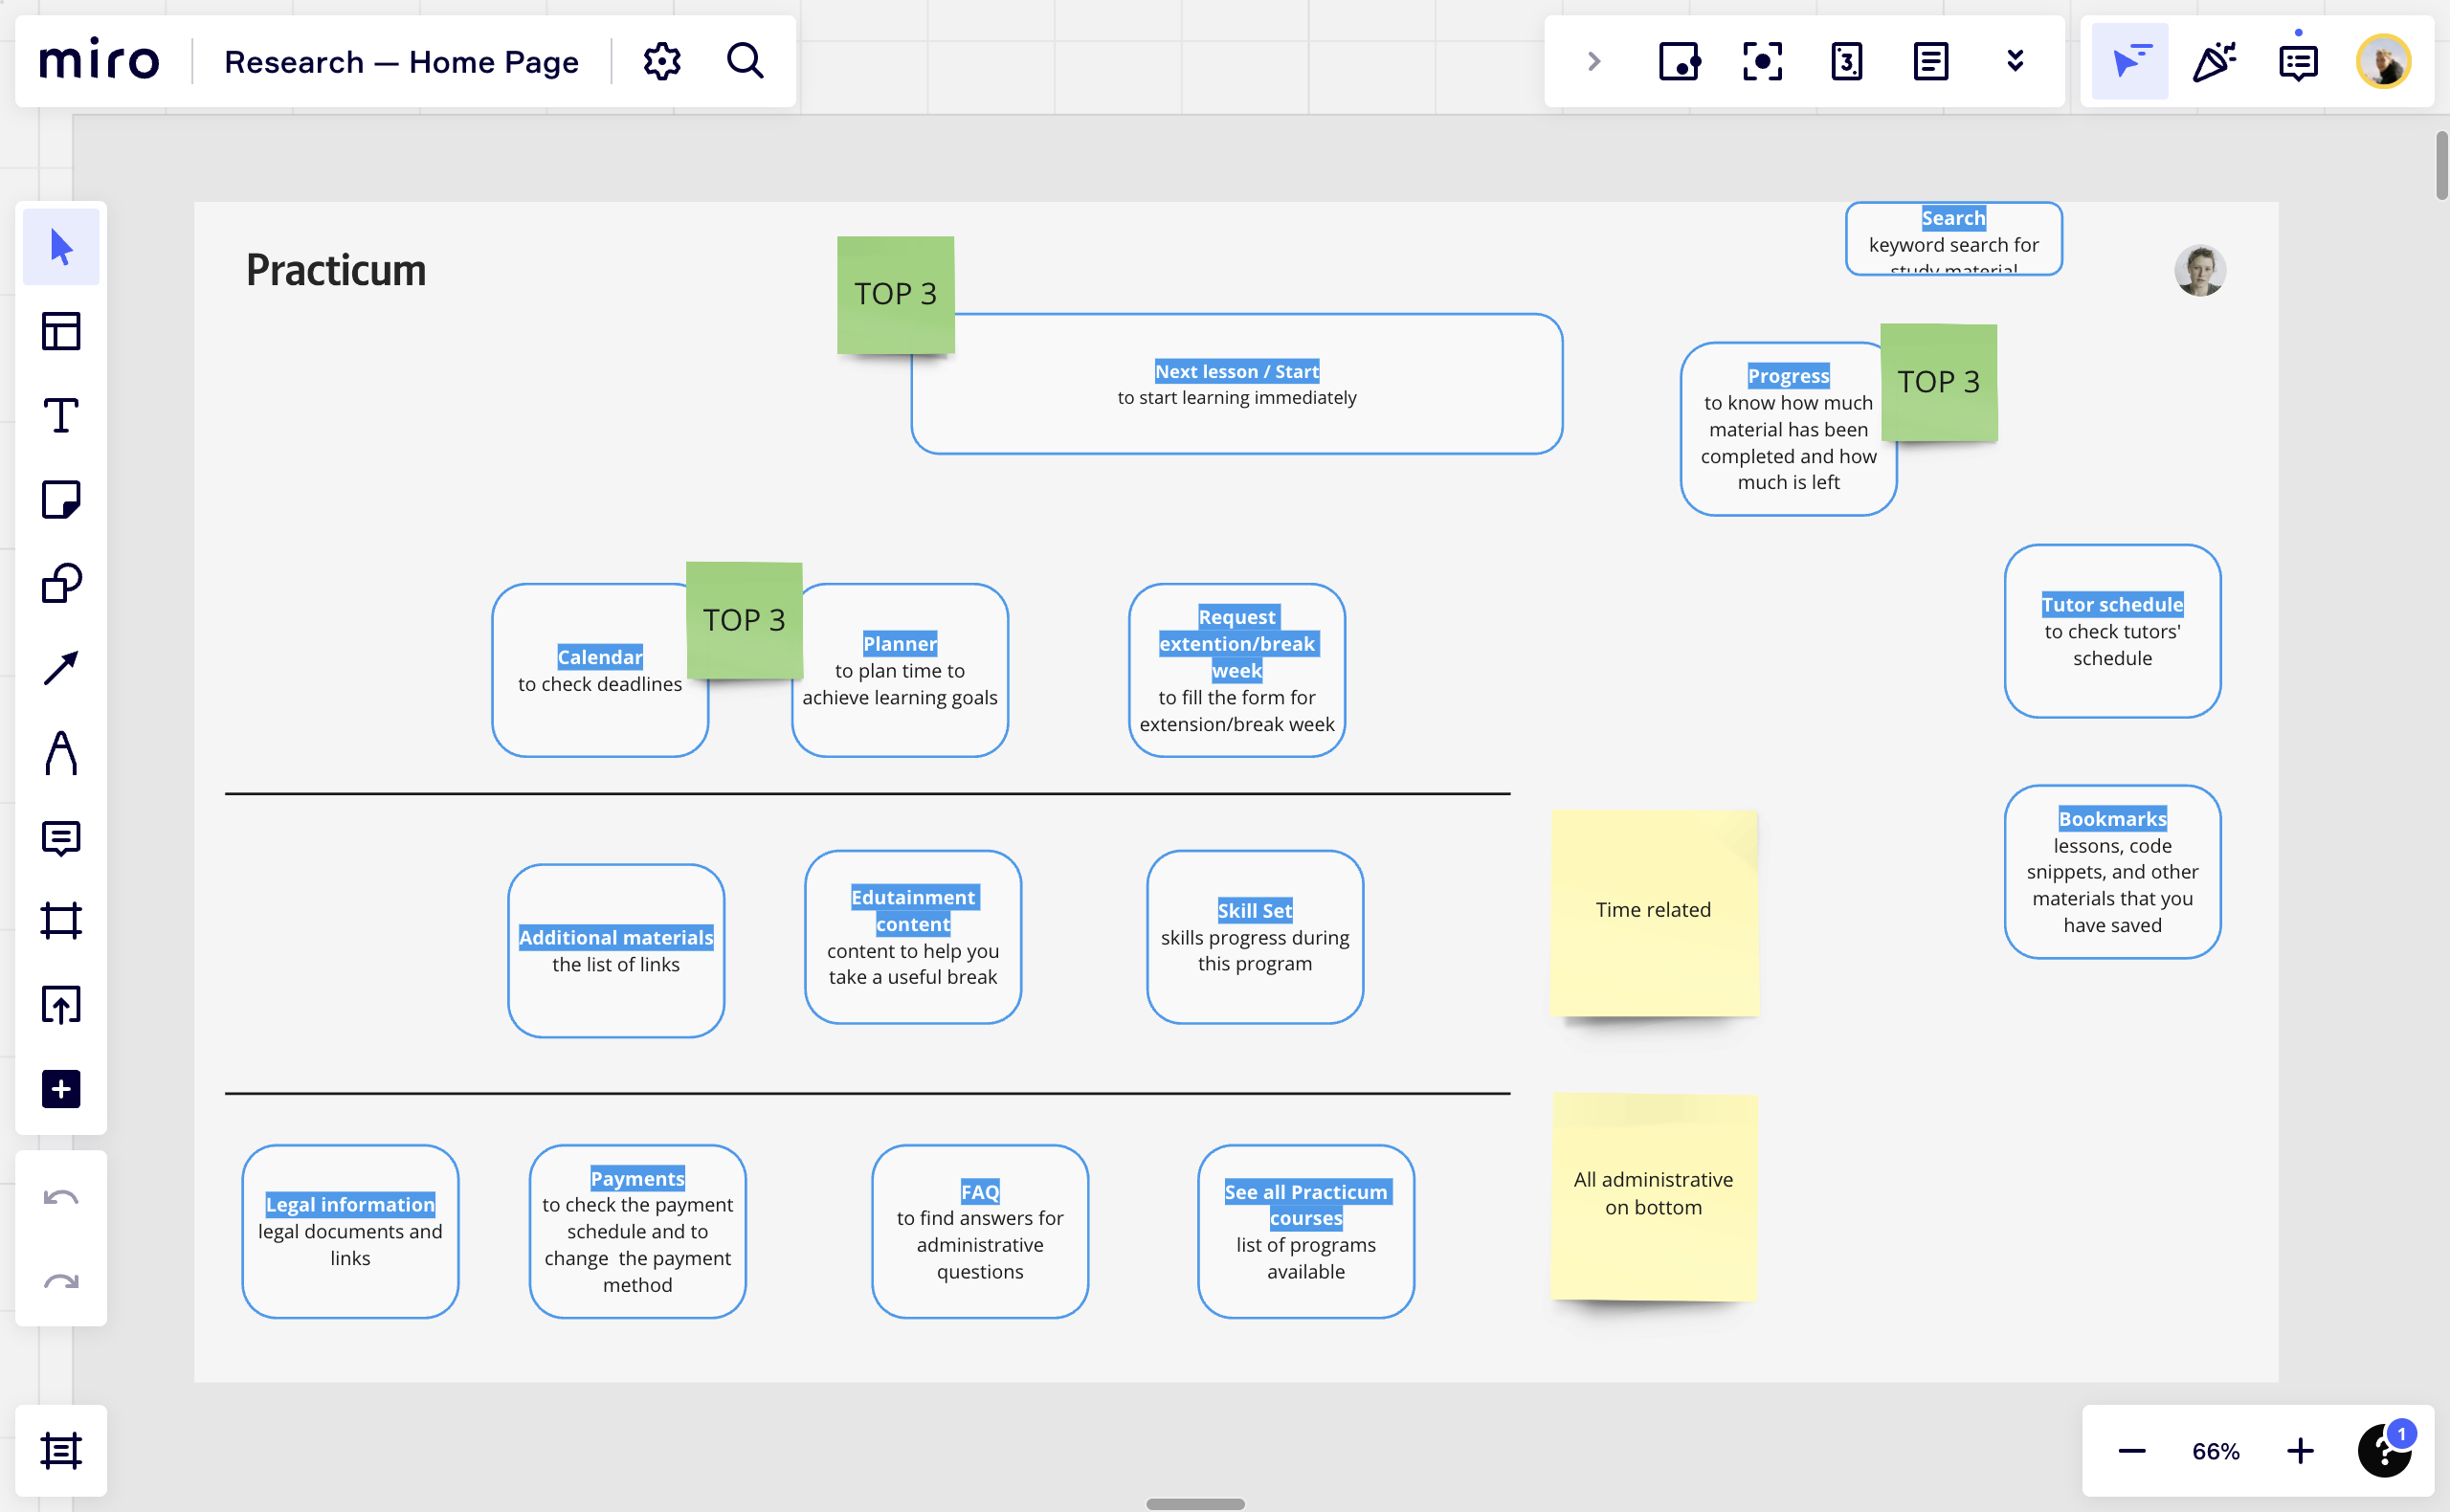 miro
Research — Home Page
3
Practicum
TOP 3
Search
keyword search for
study material
Next lesson / Start
to start learning immediately
Progress
to know how much
material has been
completed and how
much is left
TOP 3
Calendar
to check deadlines
TOP 3
Planner
to plan time to
achieve learning goals
Request
extention/break
week
to fill the form for
extension/break week
Tutor schedule
to check tutors'
schedule
Additional materials
the list of links
Edutainment
content
content to help you
take a useful break
Skill Set
skills progress during
this program
Time related
Bookmarks
lessons, code
snippets, and other
materials that you
have saved
Legal information
legal documents and
links
Payments
to check the payment
schedule and to
change  the payment
method
FAQ
to find answers for
administrative
questions
See all Practicum
courses
list of programs
available
All administrative
on bottom
66%
?
1